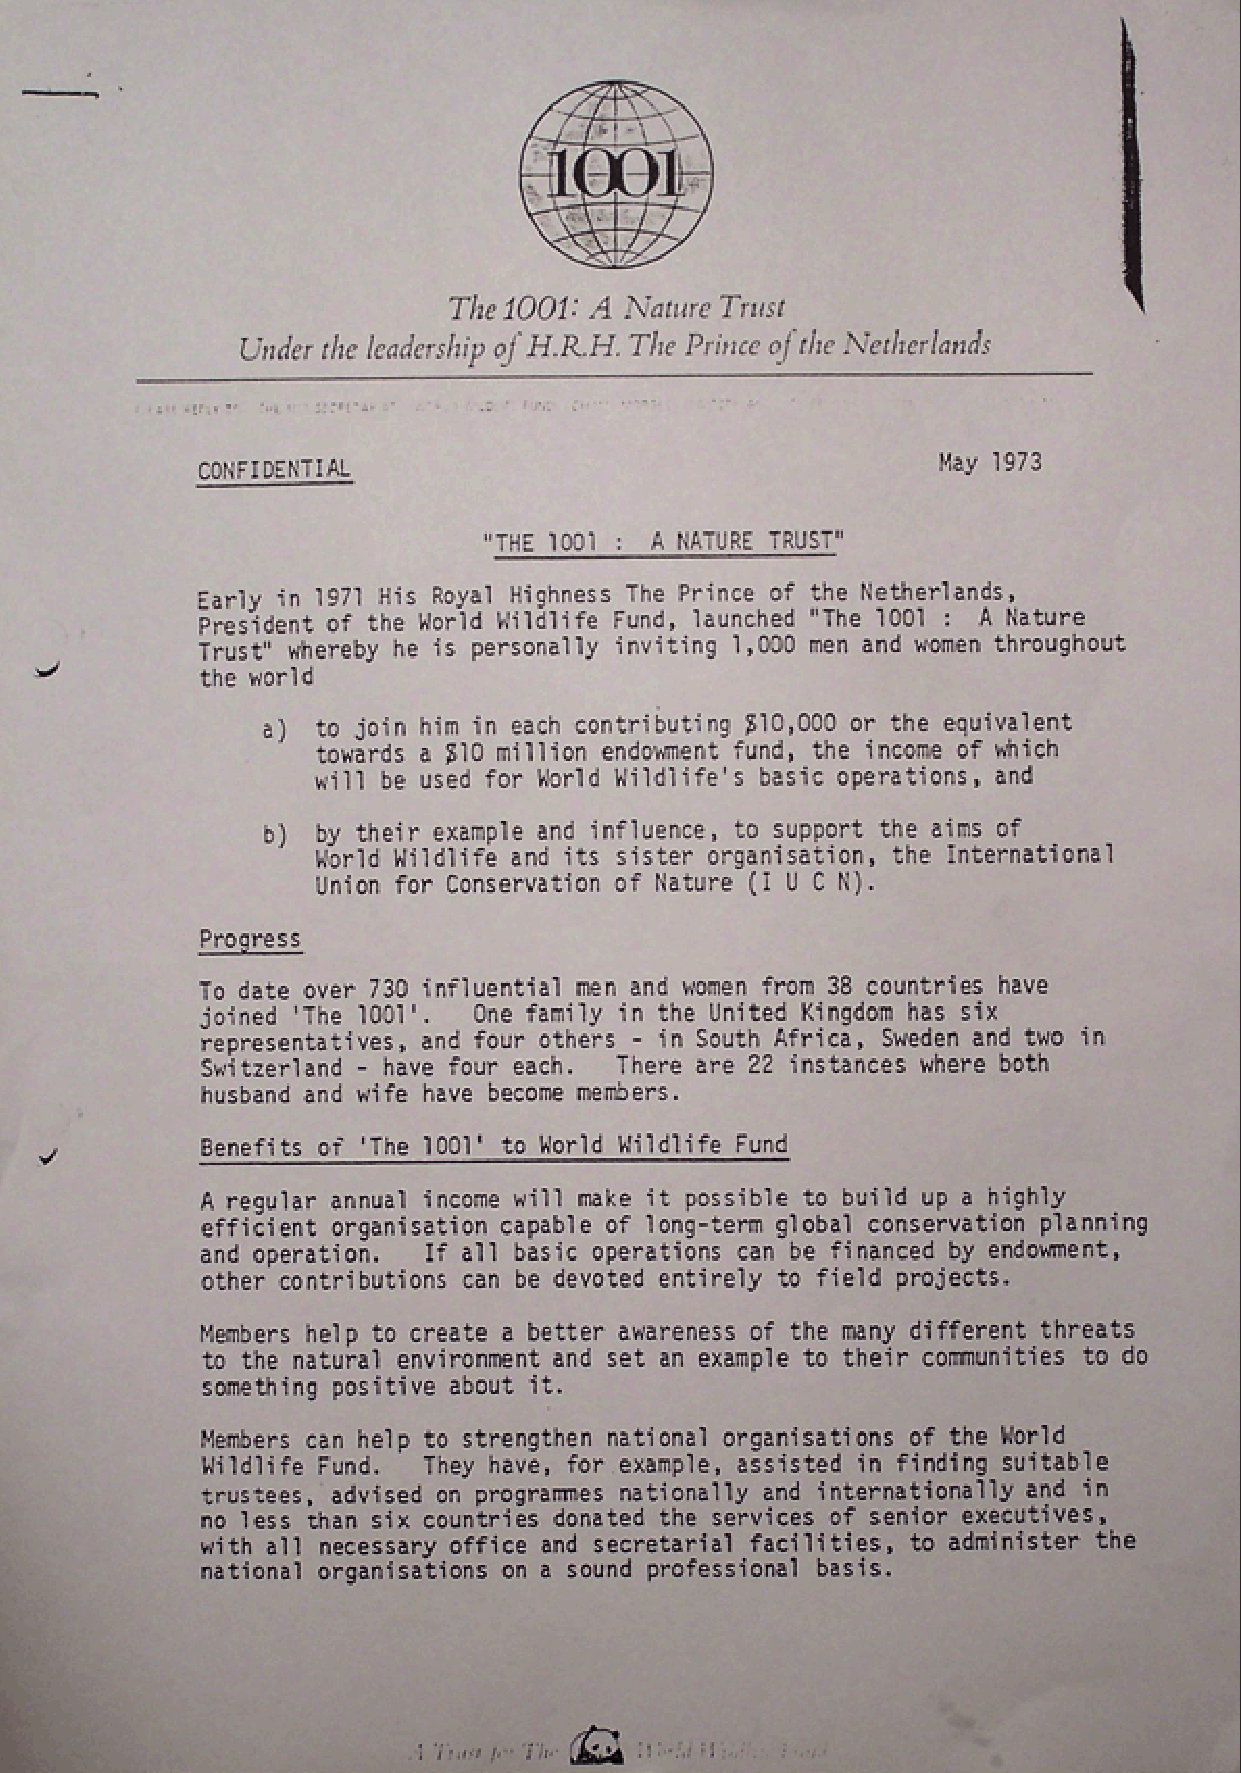 1001
The 1001: A Nature Trust
Under the leadership of H.R.H. The Prince of the Netherlands
CONFIDENTIAL
May 1973
"THE 1001 : A NATURE TRUST"
Early in 1971 His Royal Highness The Prince of the Netherlands,
President of the World Wildlife Fund, launched "The 1001 : A Nature
Trust" whereby he is personally inviting 1,000 men and women throughout
the world
a) to join him in each contributing $10,000 or the equivalent
towards a $10 million endowment fund, the income of which
will be used for World Wildlife's basic operations, and
b) by their example and influence, to support the aims of
World Wildlife and its sister organisation, the International
Union for Conservation of Nature (I U C N).
Progress
To date over 730 influential men and women from 38 countries have
joined 'The 1001'. One family in the United Kingdom has six
representatives, and four others - in South Africa, Sweden and two in
Switzerland - have four each. There are 22 instances where both
husband and wife have become members.
Benefits of 'The 1001' to World Wildlife Fund
A regular annual income will make it possible to build up a highly
efficient organisation capable of long-term global conservation planning
and operation. If all basic operations can be financed by endowment,
other contributions can be devoted entirely to field projects.
Members help to create a better awareness of the many different threats
to the natural environment and set an example to their communities to do
something positive about it.
Members can help to strengthen national organisations of the World
Wildlife Fund. They have, for example, assisted in finding suitable
trustees, advised on programmes nationally and internationally and in
no less than six countries donated the services of senior executives,
with all necessary office and secretarial facilities, to administer the
national organisations on a sound professional basis.
A Trust for The World Wildlife Fund